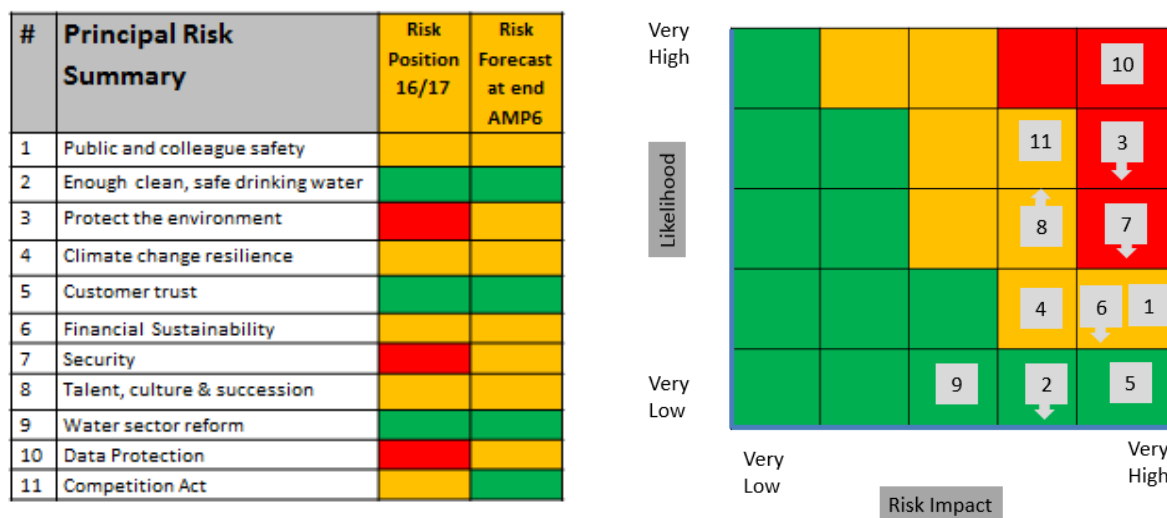 # Principal Risk Summary Risk Position 16/17 Risk Forecast at end AMP6
1 Public and colleague safety
2 Enough clean, safe drinking water
3 Protect the environment
4 Climate change resilience
5 Customer trust
6 Financial Sustainability
7 Security
8 Talent, culture & succession
9 Water sector reform
10 Data Protection
11 Competition Act
Very
High
10
11 3
Likelihood
8 7
4 6 1
Very
Low
9 2 5
Very
Low
Very
High
Risk Impact